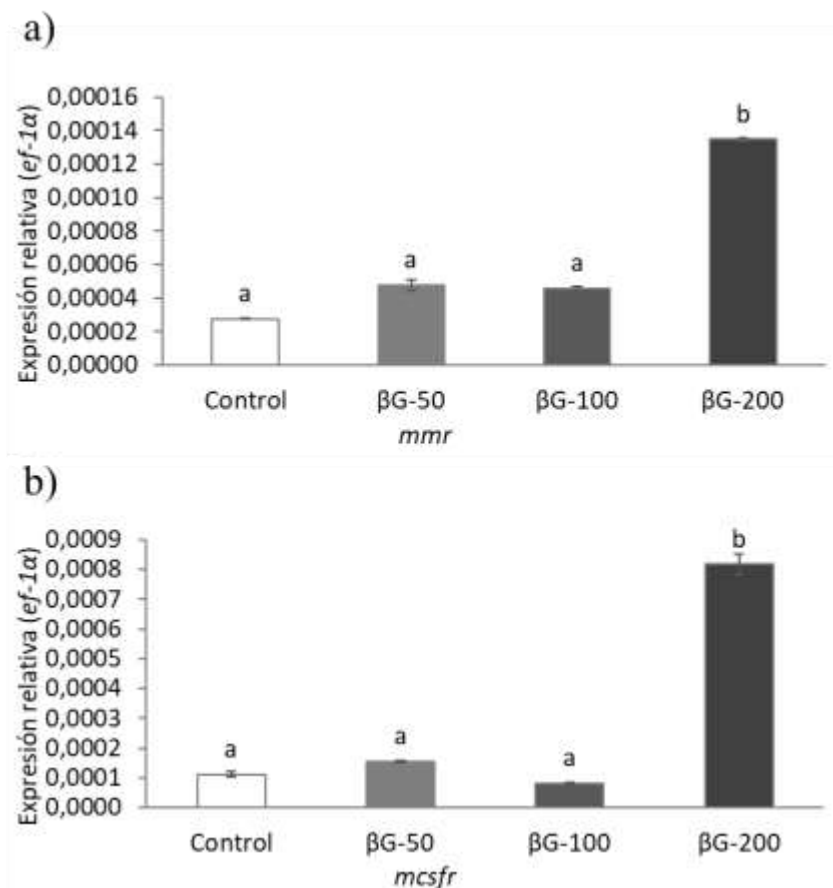 a)
Expresión relativa (ef-1α)
0,00016
0,00014
0,00012
0,00010
0,00008
0,00006
0,00004
0,00002
0,00000
a
a
a
b
Control
βG-50
βG-100
βG-200
mmr
b)
Expresión relativa (ef-1α)
0,0009
0,0008
0,0007
0,0006
0,0005
0,0004
0,0003
0,0002
0,0001
0,0000
a
a
a
b
Control
βG-50
βG-100
βG-200
mcsfr